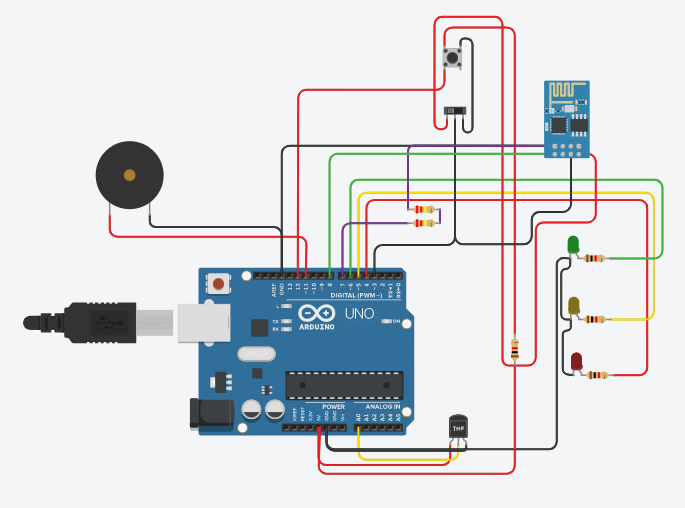 AREF
GND
13
12
~11
~10
~9
8
7
~6
~5
4
~3
2
TX→1
RX←0
DIGITAL (PWM~)
L
TX
RX
ARDUINO
UNO
ON
POWER
ANALOG IN
IOREF
RESET
3.3V
5V
GND
GND
Vin
A0
A1
A2
A3
A4
A5
TMP